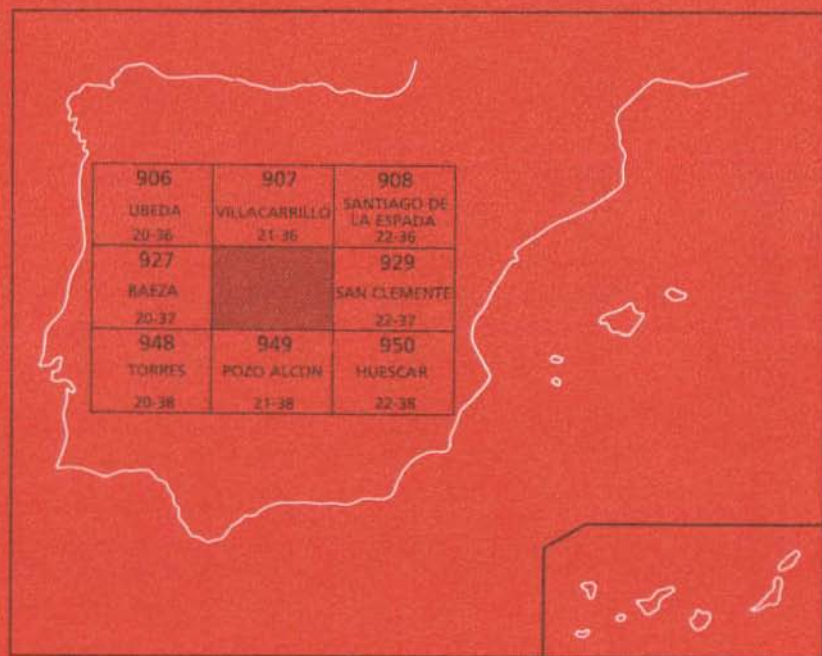 906
UBEDA
20-36
907
VILLACARRILLO
21-36
908
SANTIAGO DE
LA ESPADA
22-36
927
BAEZA
20-37
929
SAN CLEMENTE
22-37
948
TORRES
20-38
949
POZO ALCON
21-38
950
HUESCAR
22-38